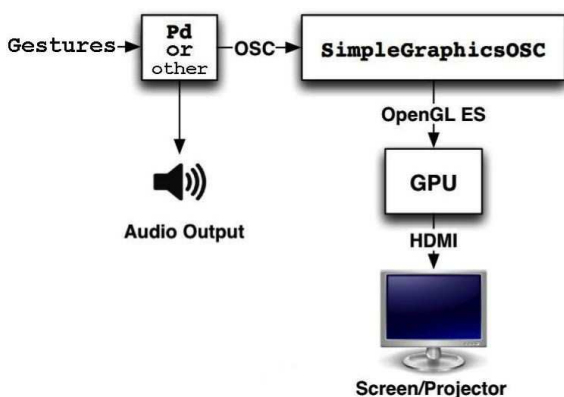 Gestures
Pd
or
other
OSC
SimpleGraphicsOSC
OpenGL ES
GPU
Audio Output
HDMI
Screen/Projector